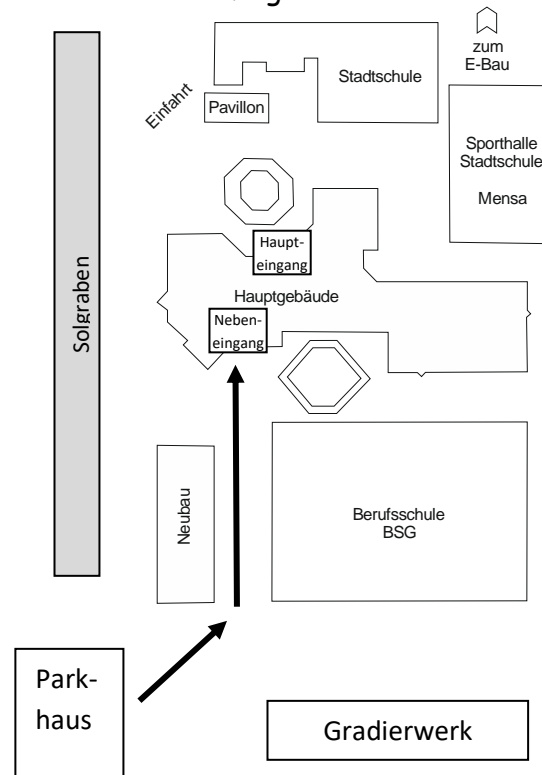 zum
E-Bau
Stadtschule
Einfahrt
Pavillon
Sporthalle
Stadtschule
Mensa
Haupt-
eingang
Hauptgebäude
Neben-
eingang
Solgraben
Neubau
Berufsschule
BSG
Park-
haus
Gradierwerk